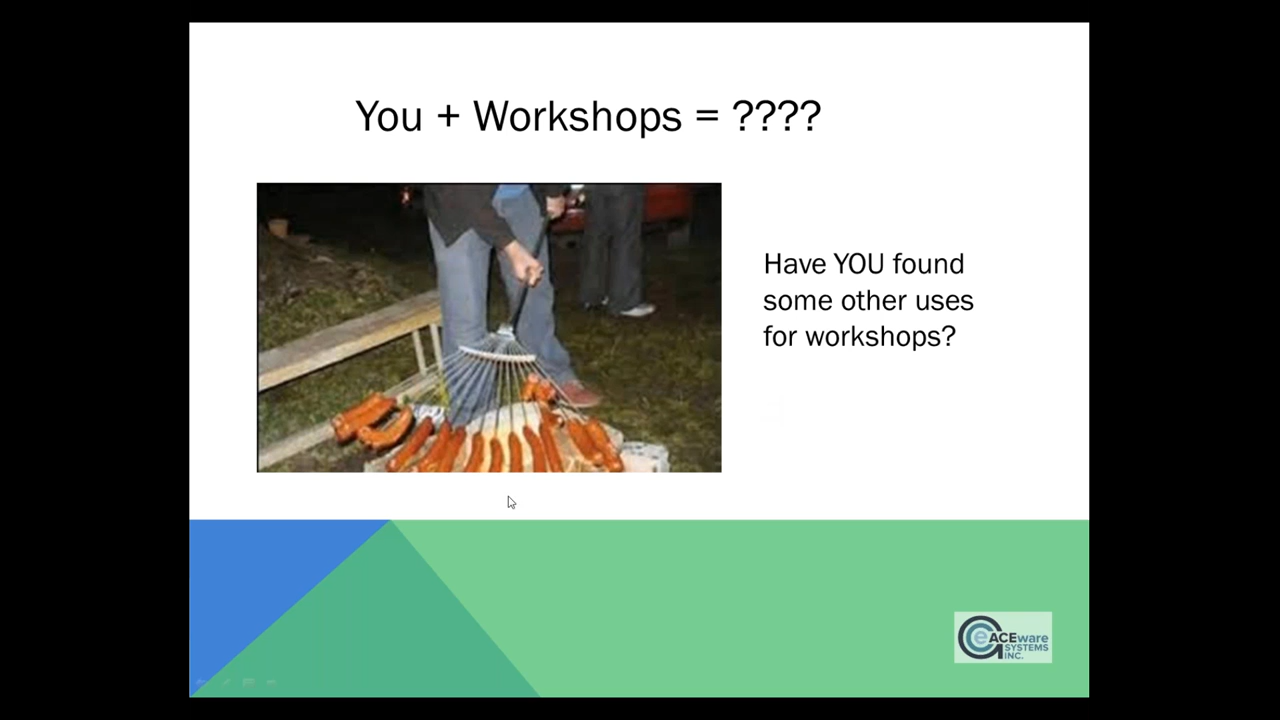 You + Workshops = ????
Have YOU found
some other uses
for workshops?
ACEware
SYSTEMS
INC.